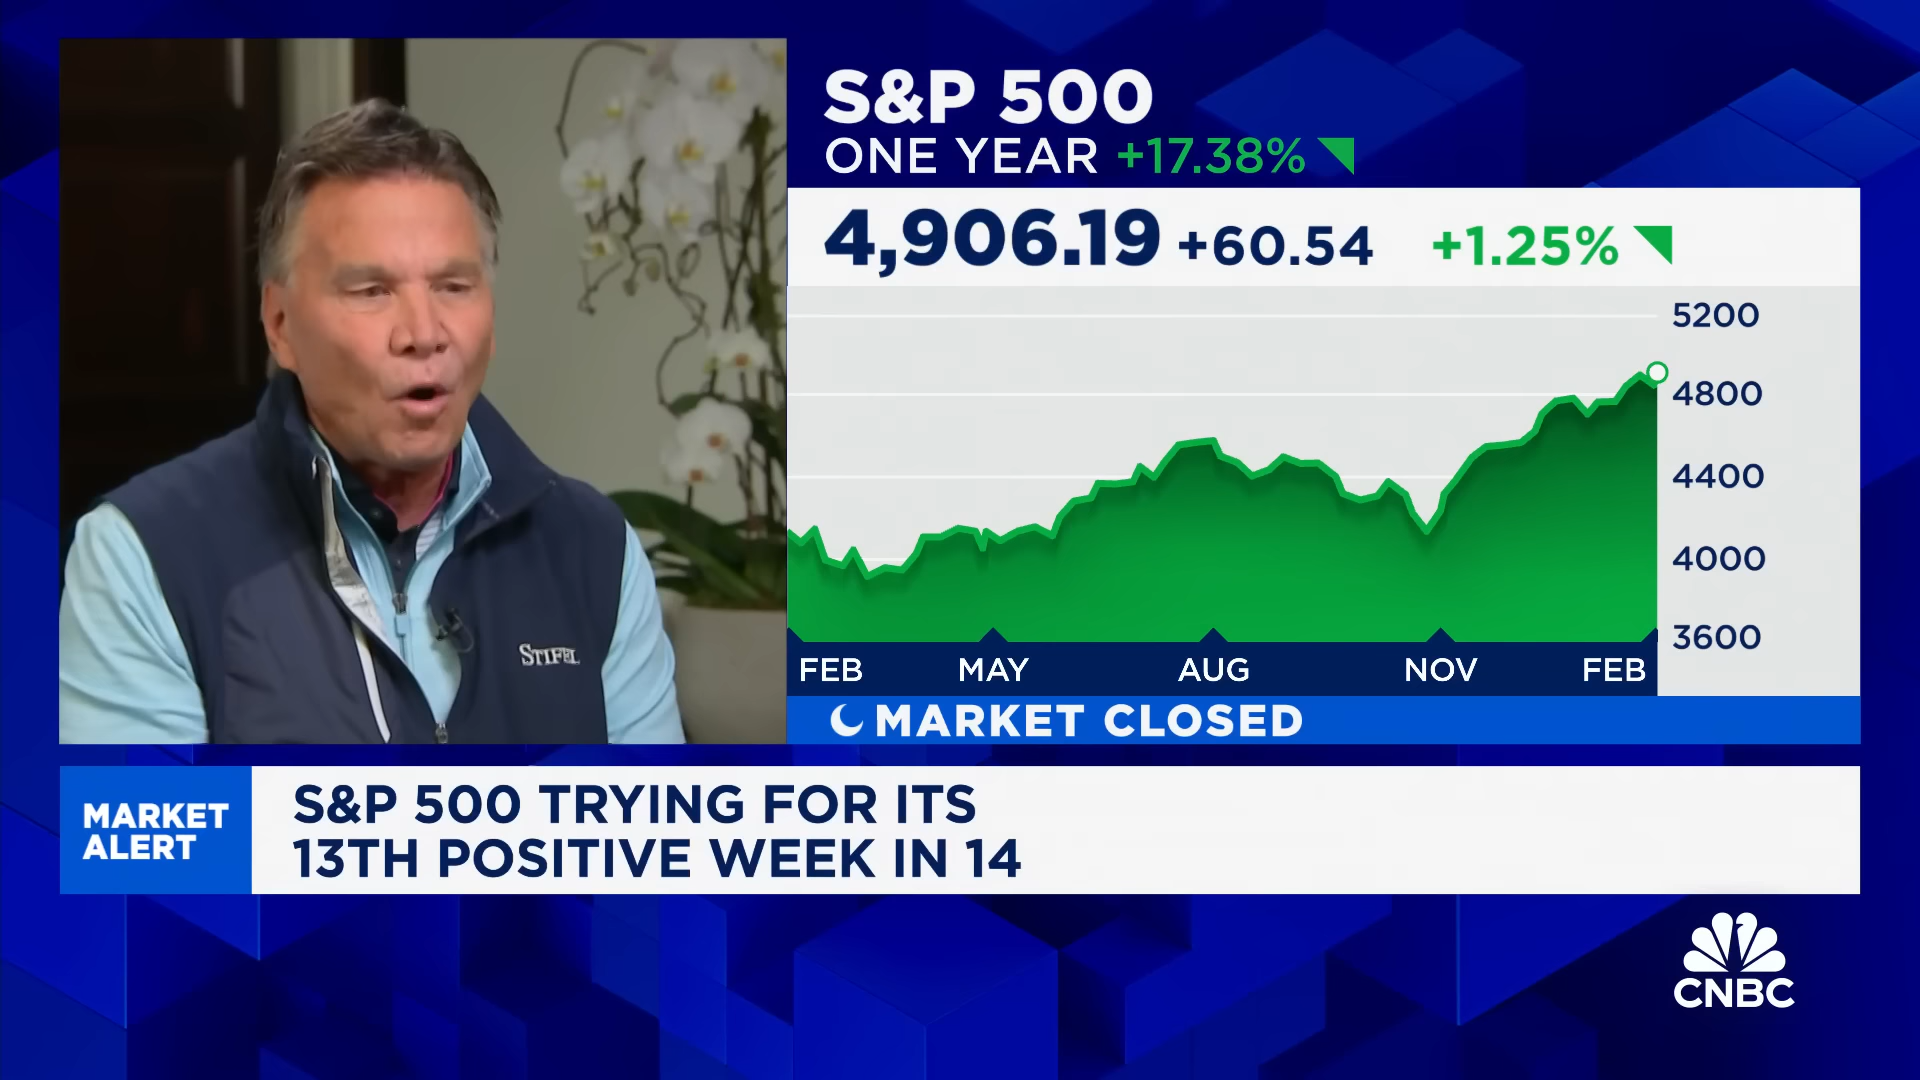 S&P 500
ONE YEAR +17.38%
4,906.19 +60.54 +1.25%
5200
4800
4400
4000
3600
FEB MAY AUG NOV FEB
MARKET CLOSED
STIFEL
MARKET
ALERT
S&P 500 TRYING FOR ITS
13TH POSITIVE WEEK IN 14
CNBC